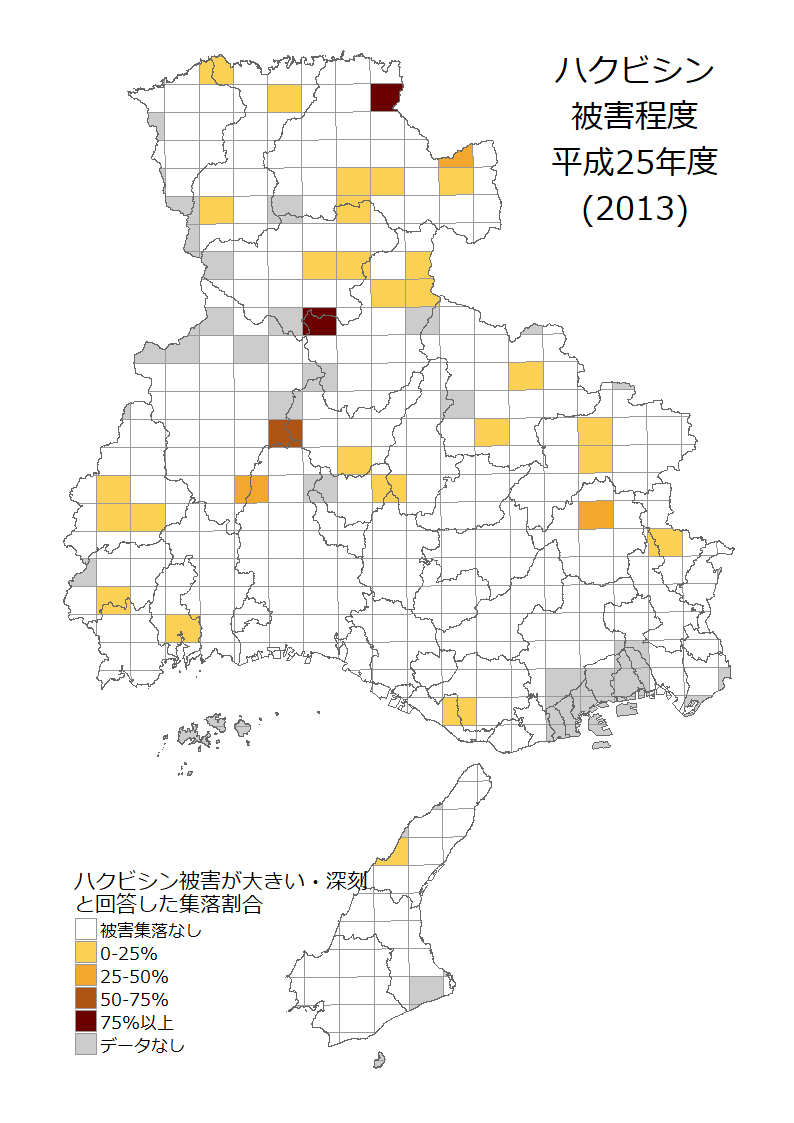 ハクビシン
被害程度
平成25年度
(2013)
ハクビシン被害が大きい・深刻
と回答した集落割合
被害集落なし
0-25%
25-50%
50-75%
75%以上
データなし